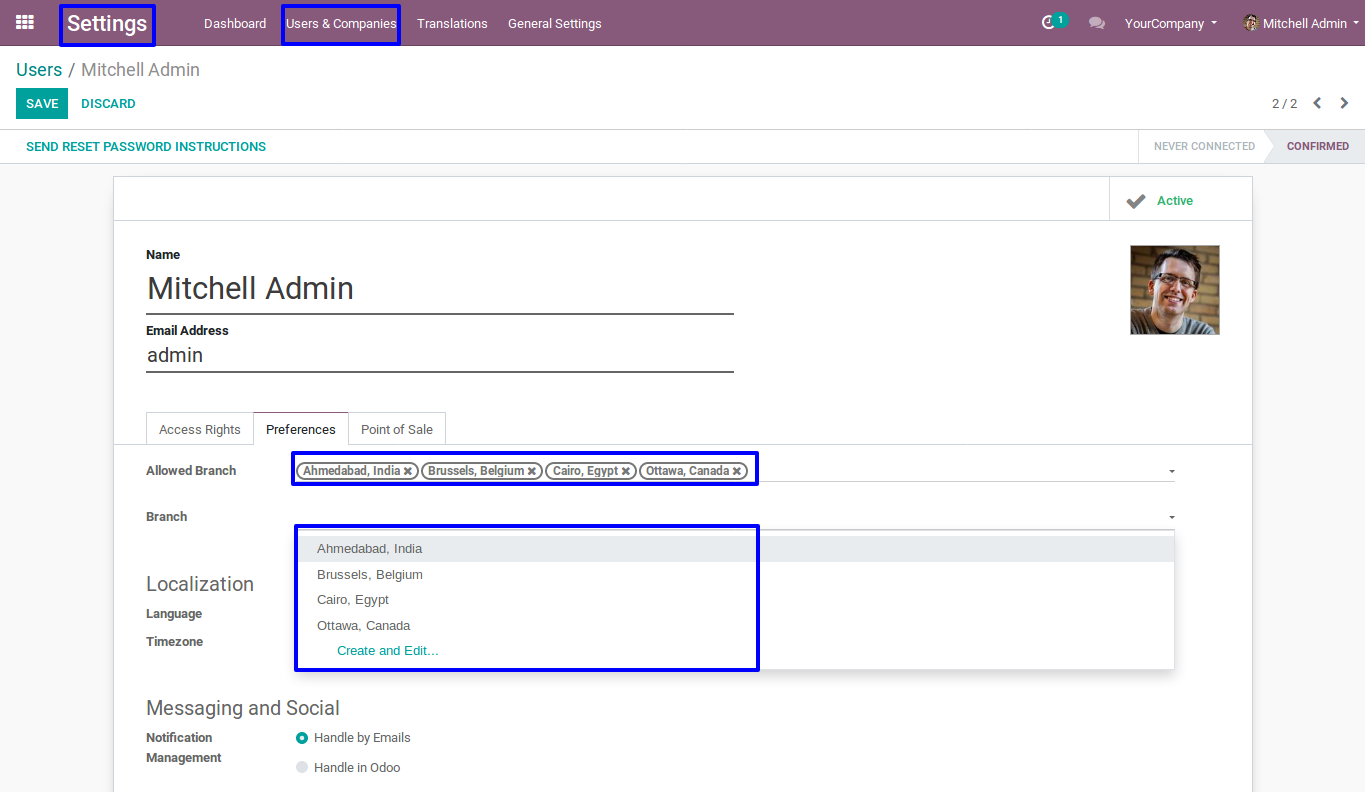 Settings Dashboard Users & Companies Translations General Settings 1 YourCompany Mitchell Admin
Users / Mitchell Admin
SAVE DISCARD 2 / 2
SEND RESET PASSWORD INSTRUCTIONS NEVER CONNECTED CONFIRMED
Active
Name
Mitchell Admin
Email Address
admin
Access Rights Preferences Point of Sale
Allowed Branch Ahmedabad, India Brussels, Belgium Cairo, Egypt Ottawa, Canada
Branch
Ahmedabad, India
Brussels, Belgium
Cairo, Egypt
Ottawa, Canada
Create and Edit...
Localization
Language
Timezone
Messaging and Social
Notification Management
Handle by Emails
Handle in Odoo